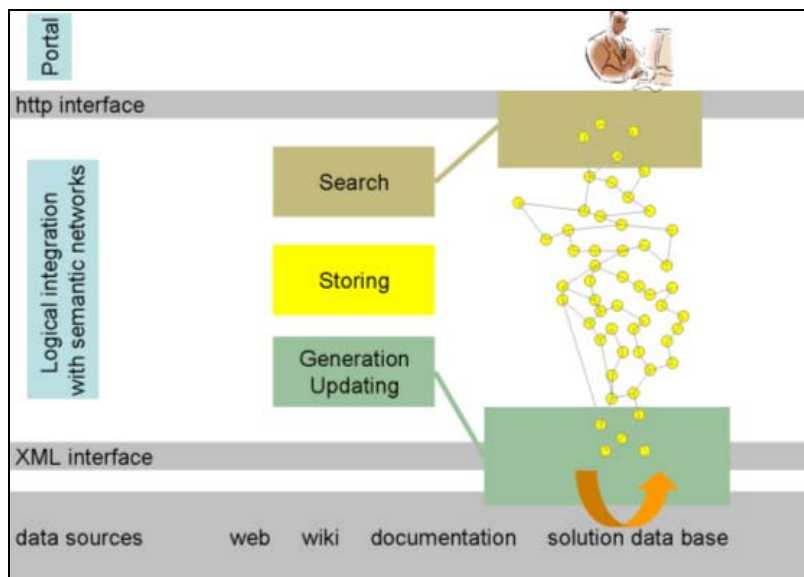 Portal
http interface
Logical integration
with semantic networks
Search
Storing
Generation
Updating
XML interface
data sources web wiki documentation solution data base